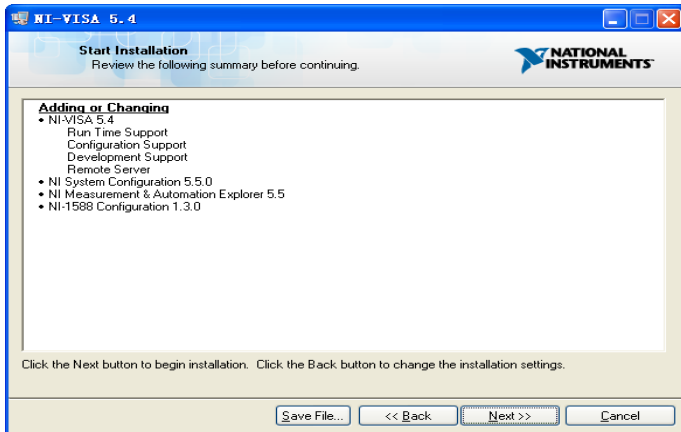 NI-VISA 5.4
Start Installation
Review the following summary before continuing.
NATIONAL
INSTRUMENTS
Adding or Changing
• NI-VISA 5.4
Run Time Support
Configuration Support
Development Support
Remote Server
• NI System Configuration 5.5.0
• NI Measurement & Automation Explorer 5.5
• NI-1588 Configuration 1.3.0
Click the Next button to begin installation. Click the Back button to change the installation settings.
Save File... << Back Next >> Cancel